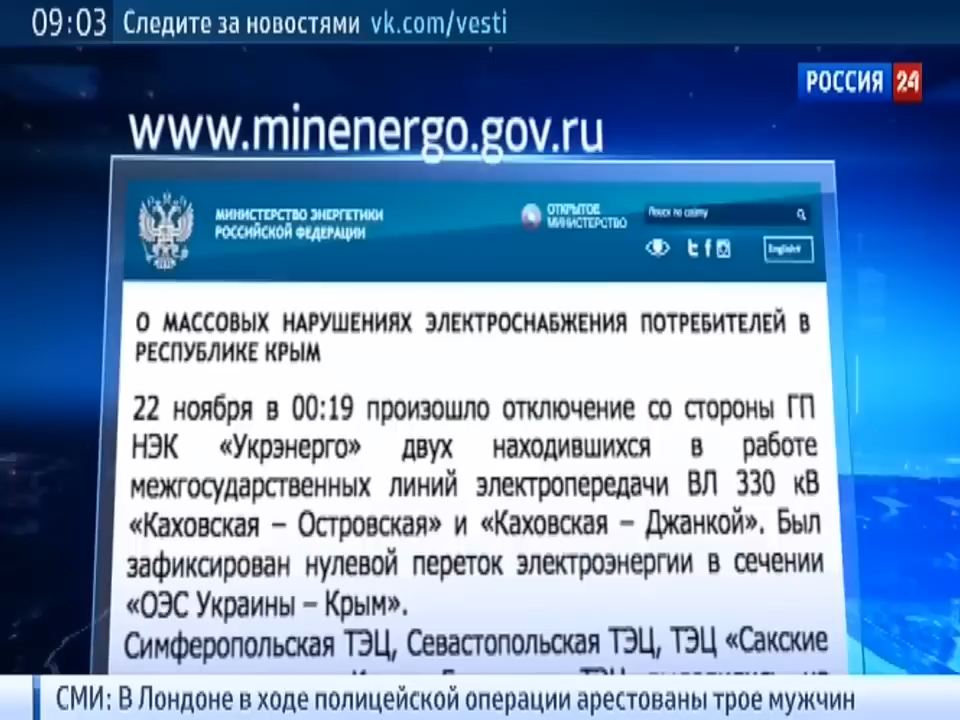 09:03 Следите за новостями vk.com/vesti
РОССИЯ 24
www.minenergo.gov.ru
МИНИСТЕРСТВО ЭНЕРГЕТИКИ
РОССИЙСКОЙ ФЕДЕРАЦИИ
ОТКРЫТОЕ
МИНИСТЕРСТВО
Поиск по сайту
English
О МАССОВЫХ НАРУШЕНИЯХ ЭЛЕКТРОСНАБЖЕНИЯ ПОТРЕБИТЕЛЕЙ В
РЕСПУБЛИКЕ КРЫМ
22 ноября в 00:19 произошло отключение со стороны ГП
НЭК «Укрэнерго» двух находившихся в работе
межгосударственных линий электропередачи ВЛ 330 кВ
«Каховская – Островская» и «Каховская – Джанкой». Был
зафиксирован нулевой переток электроэнергии в сечении
«ОЭС Украины – Крым».
Симферопольская ТЭЦ, Севастопольская ТЭЦ, ТЭЦ «Сакские
СМИ: В Лондоне в ходе полицейской операции арестованы трое мужчин